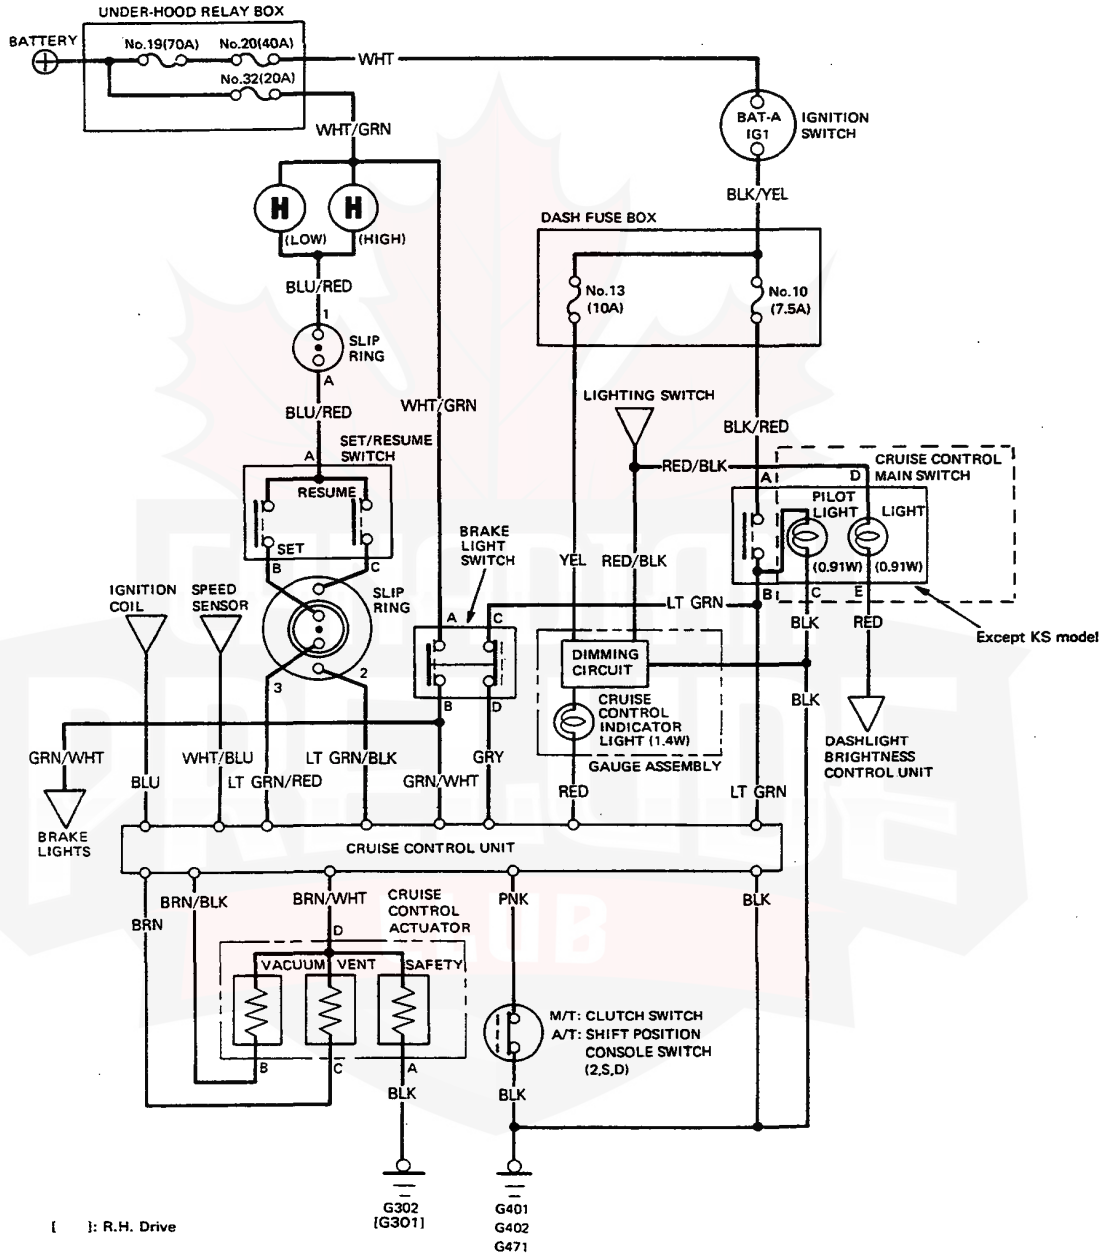 UNDER-HOOD RELAY BOX
BATTERY
No.19(70A)
No.20(40A)
No.32(20A)
WHT
WHT/GRN
BAT-A
IG1
IGNITION
SWITCH
BLK/YEL
H
H
(LOW)
(HIGH)
BLU/RED
1
SLIP
RING
A
BLU/RED
WHT/GRN
DASH FUSE BOX
No.13
(10A)
No.10
(7.5A)
LIGHTING SWITCH
BLK/RED
RED/BLK
SET/RESUME
SWITCH
A
RESUME
SET
B
C
CRUISE CONTROL
MAIN SWITCH
A
D
PILOT
LIGHT
LIGHT
(0.91W)
(0.91W)
B
C
E
BLK
RED
Except KS model
BRAKE
LIGHT
SWITCH
YEL
RED/BLK
LT GRN
IGNITION
COIL
SPEED
SENSOR
SLIP
RING
3
2
A
C
B
D
DIMMING
CIRCUIT
CRUISE
CONTROL
INDICATOR
LIGHT (1.4W)
GAUGE ASSEMBLY
BLK
DASHLIGHT
BRIGHTNESS
CONTROL UNIT
GRN/WHT
BLU
WHT/BLU
LT GRN/RED
LT GRN/BLK
GRN/WHT
GRY
RED
LT GRN
BRAKE
LIGHTS
CRUISE CONTROL UNIT
BRN
BRN/BLK
BRN/WHT
CRUISE
CONTROL
ACTUATOR
PNK
BLK
D
VACUUM
VENT
SAFETY
B
C
A
BLK
M/T: CLUTCH SWITCH
A/T: SHIFT POSITION
CONSOLE SWITCH
(2,S,D)
BLK
G302
[G301]
G401
G402
G471
[ ]: R.H. Drive
CANADIAN
PRELUDE
CLUB